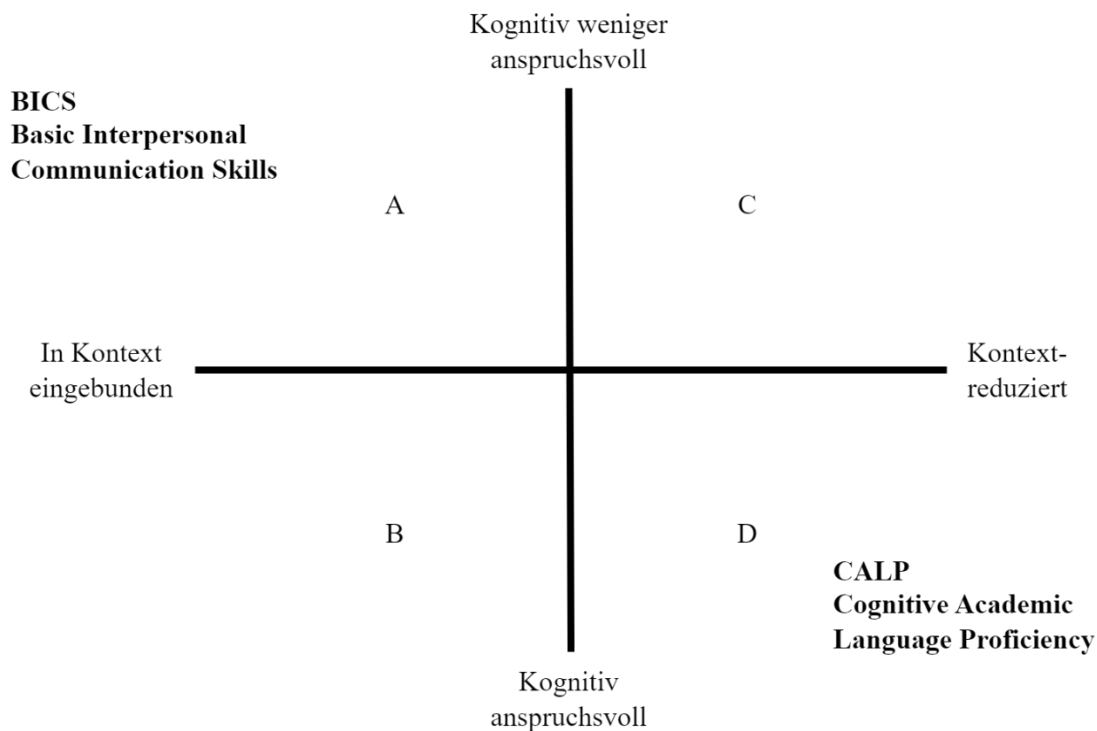 Kognitiv weniger
anspruchsvoll
BICS
Basic Interpersonal
Communication Skills
A
C
In Kontext
eingebunden
Kontext-
reduziert
B
D
CALP
Cognitive Academic
Language Proficiency
Kognitiv
anspruchsvoll